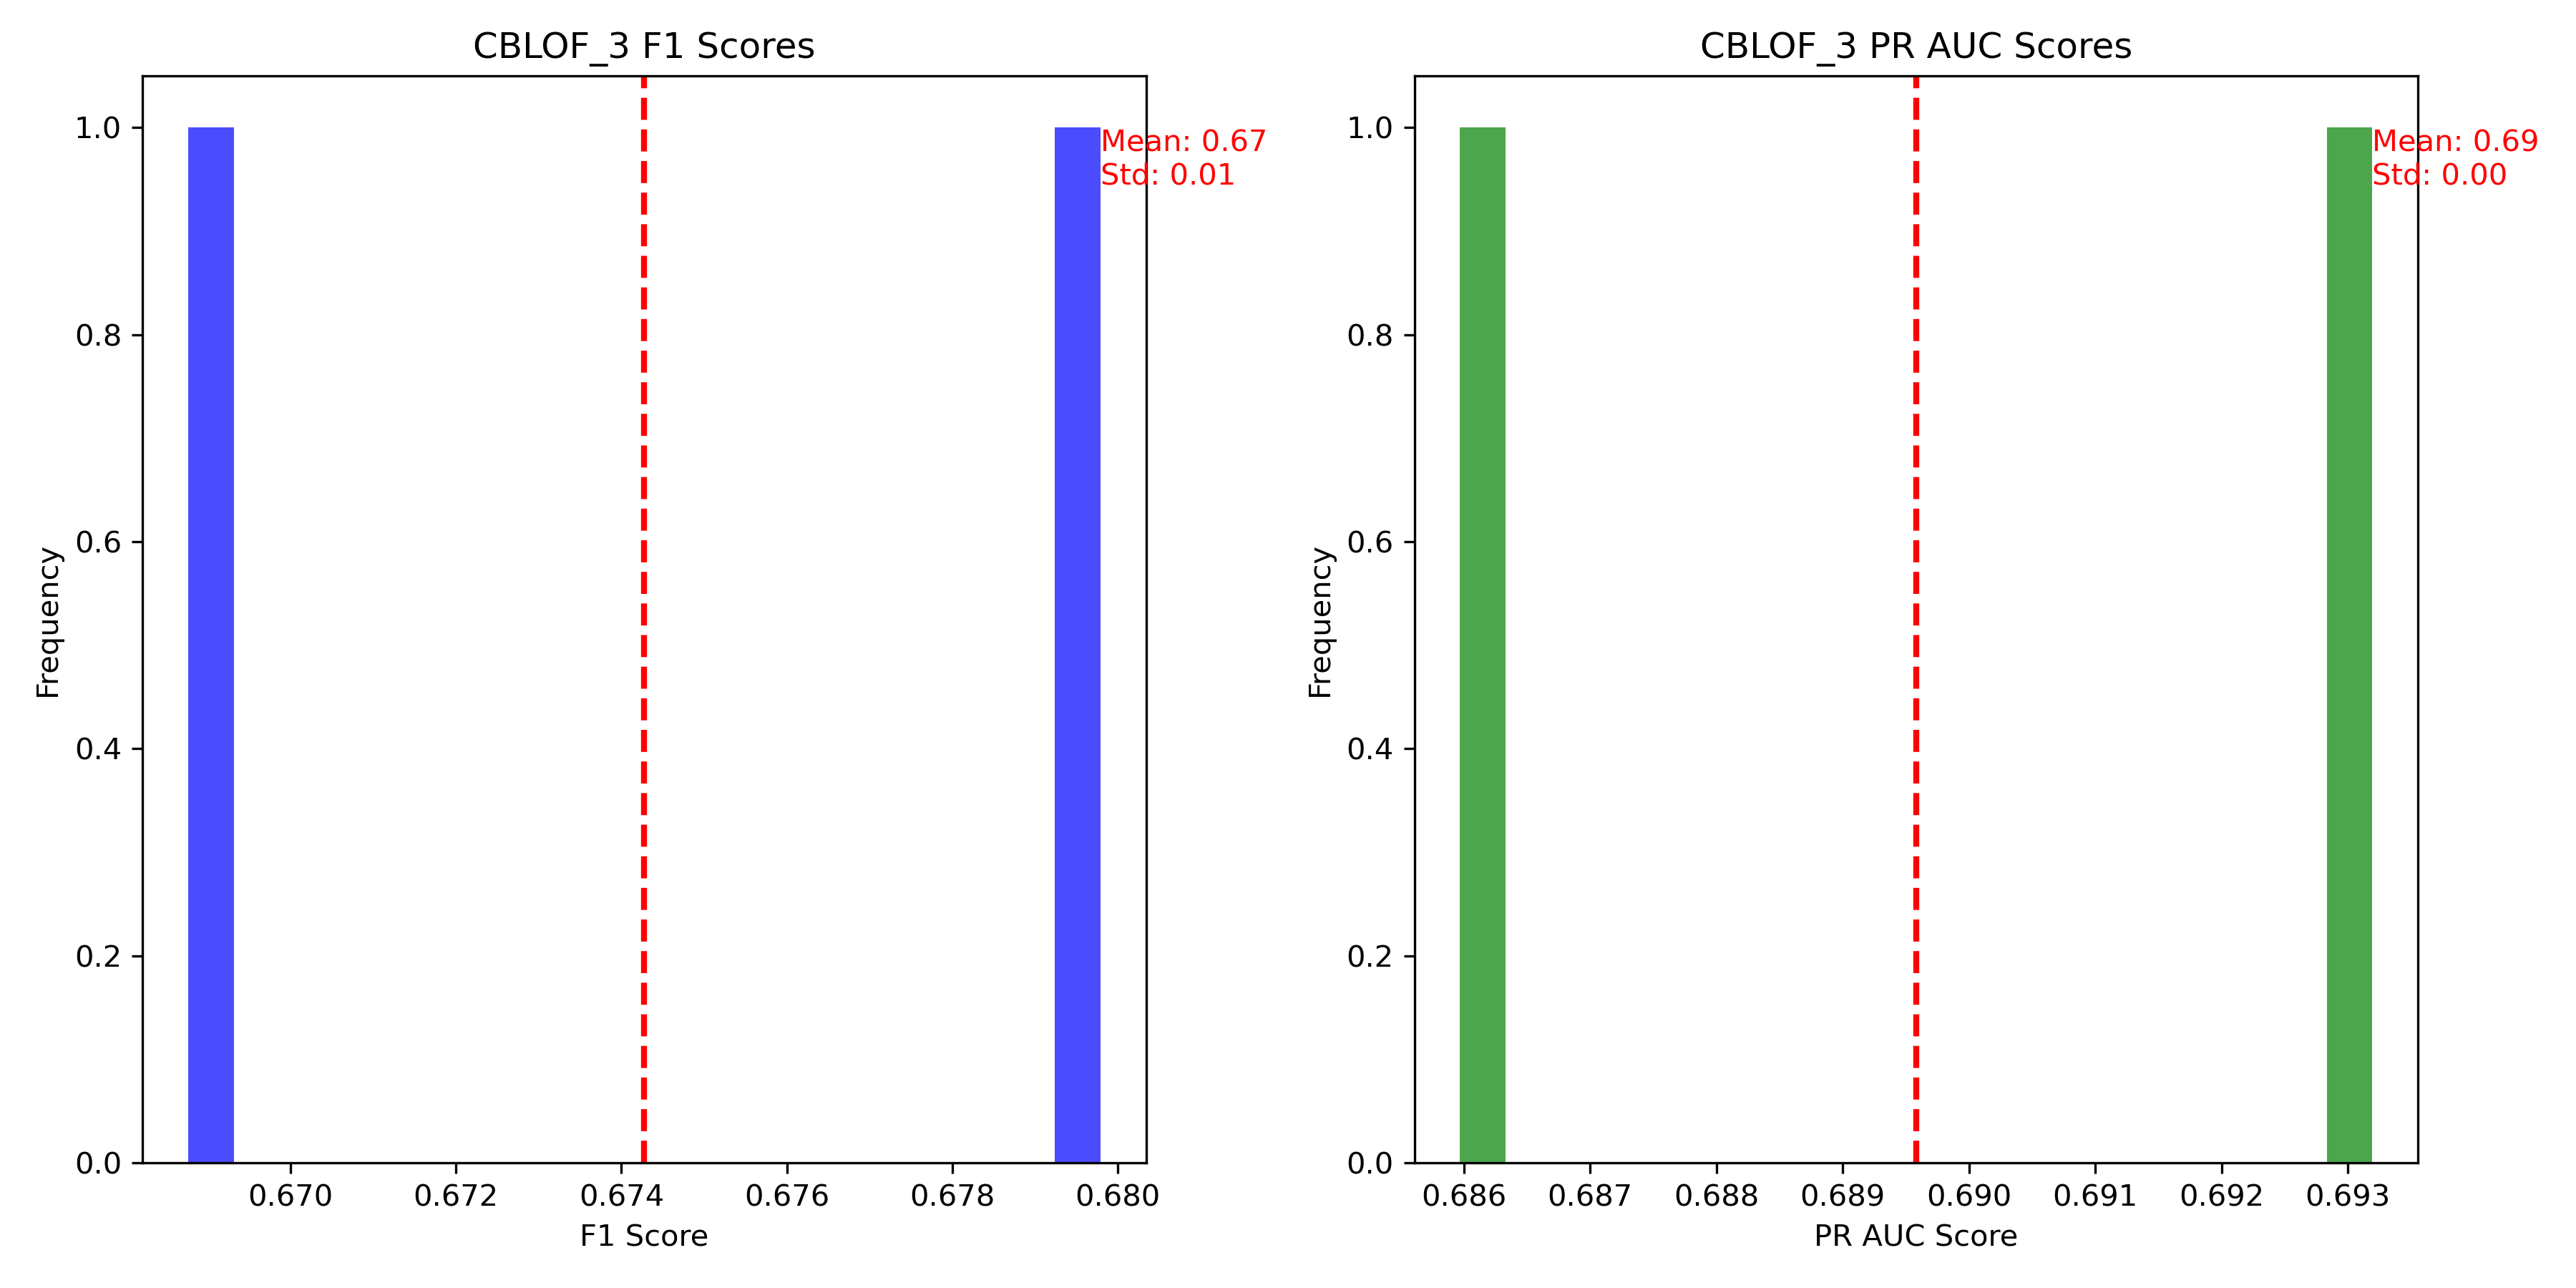 CBLOF_3 F1 Scores
1.0
0.8
0.6
0.4
0.2
0.0
Frequency
Mean: 0.67
Std: 0.01
0.670 0.672 0.674 0.676 0.678 0.680
F1 Score
CBLOF_3 PR AUC Scores
1.0
0.8
0.6
0.4
0.2
0.0
Frequency
Mean: 0.69
Std: 0.00
0.686 0.687 0.688 0.689 0.690 0.691 0.692 0.693
PR AUC Score